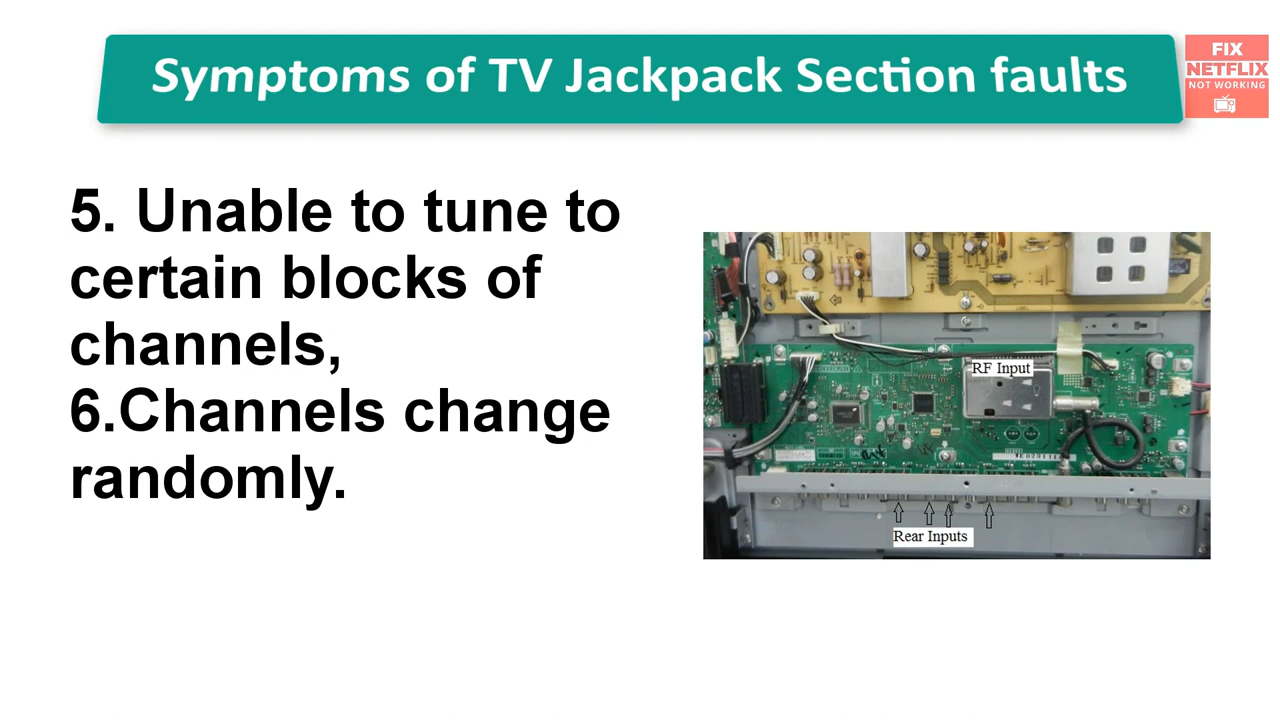 Symptoms of TV Jackpack Section faults
FIX
NETFLIX
NOT WORKING
5. Unable to tune to
certain blocks of
channels,
6.Channels change
randomly.
RF Input
Rear Inputs